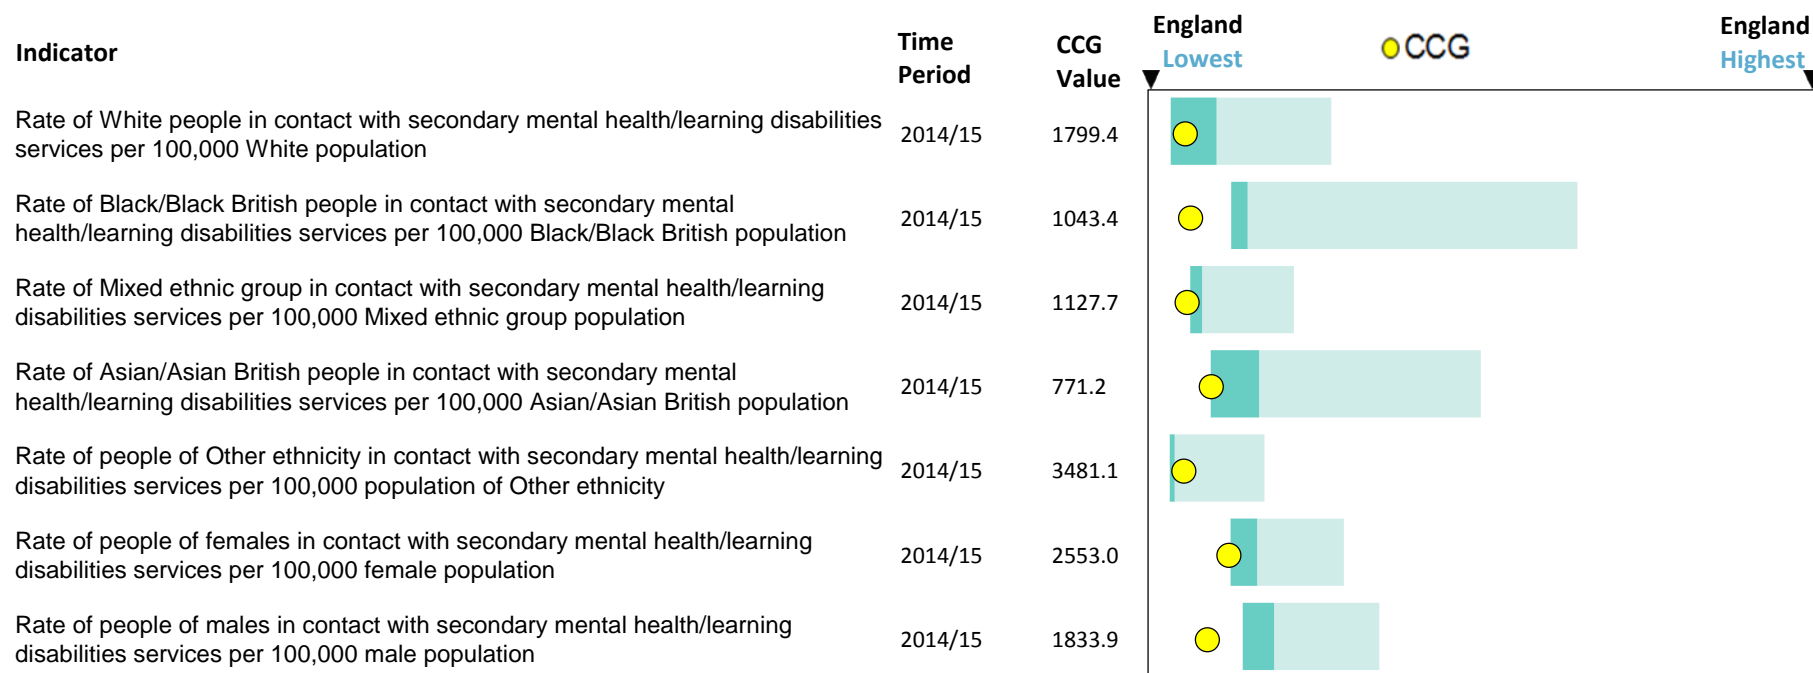 Indicator
Time Period
CCG Value
England Lowest
CCG
England Highest
Rate of White people in contact with secondary mental health/learning disabilities
services per 100,000 White population
2014/15
1799.4
Rate of Black/Black British people in contact with secondary mental
health/learning disabilities services per 100,000 Black/Black British population
2014/15
1043.4
Rate of Mixed ethnic group in contact with secondary mental health/learning
disabilities services per 100,000 Mixed ethnic group population
2014/15
1127.7
Rate of Asian/Asian British people in contact with secondary mental
health/learning disabilities services per 100,000 Asian/Asian British population
2014/15
771.2
Rate of people of Other ethnicity in contact with secondary mental health/learning
disabilities services per 100,000 population of Other ethnicity
2014/15
3481.1
Rate of people of females in contact with secondary mental health/learning
disabilities services per 100,000 female population
2014/15
2553.0
Rate of people of males in contact with secondary mental health/learning
disabilities services per 100,000 male population
2014/15
1833.9